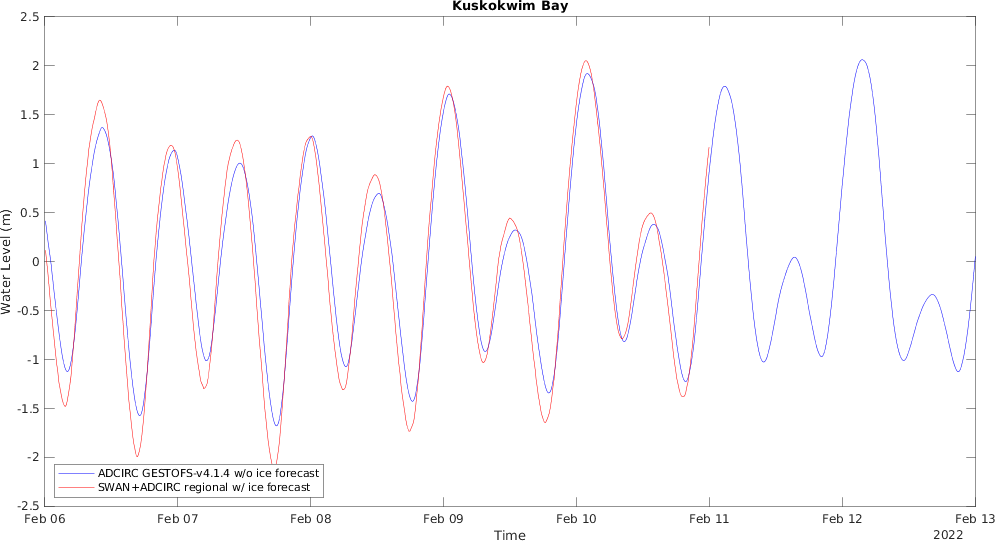 Kuskokwim Bay
2.5
2
1.5
1
0.5
0
-0.5
-1
-1.5
-2
-2.5
Water Level (m)
ADCIRC GESTOFS-v4.1.4 w/o ice forecast
SWAN+ADCIRC regional w/ ice forecast
Feb 06 Feb 07 Feb 08 Feb 09 Feb 10 Feb 11 Feb 12 Feb 13
Time
2022